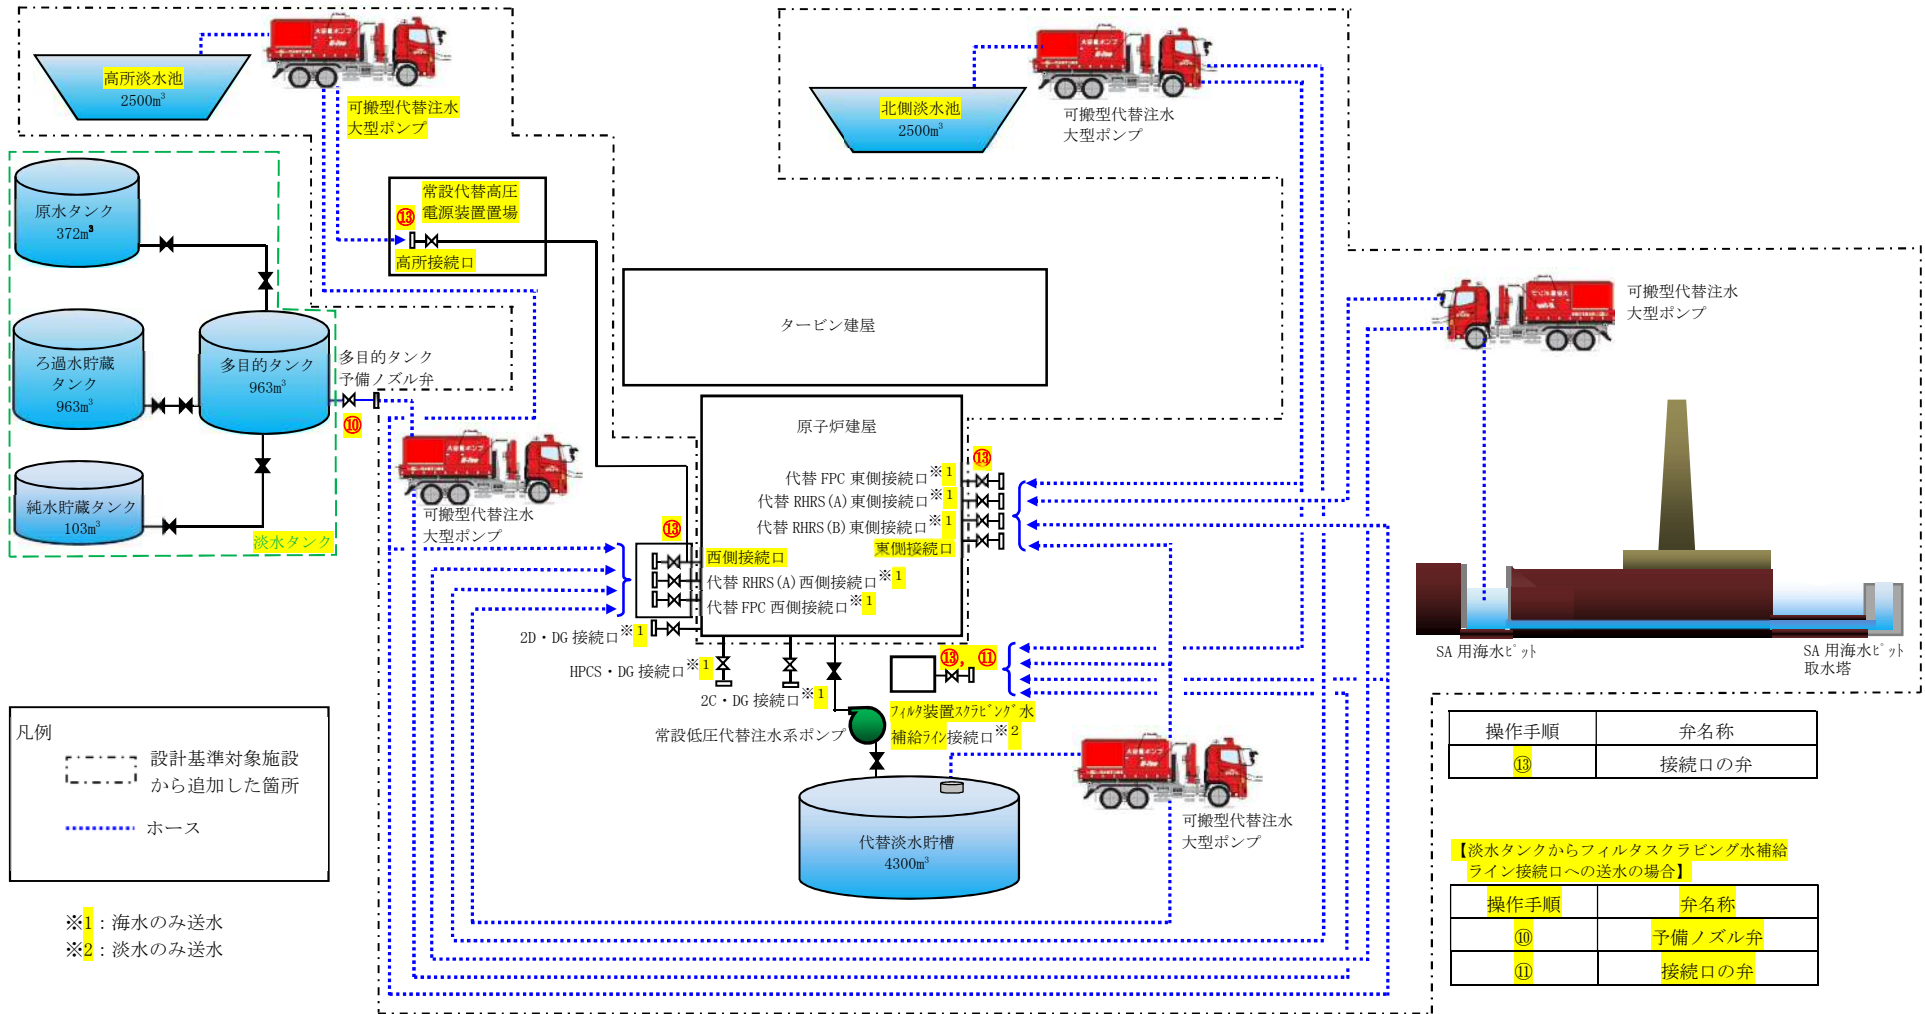 高所淡水池
2500m³
可搬型代替注水
大型ポンプ
北側淡水池
2500m³
可搬型代替注水
大型ポンプ
原水タンク
372m³
常設代替高圧
電源装置置場
⑬
高所接続口
タービン建屋
可搬型代替注水
大型ポンプ
ろ過水貯蔵
タンク
963m³
多目的タンク
963m³
多目的タンク
予備ノズル弁
⑩
純水貯蔵タンク
103m³
淡水タンク
可搬型代替注水
大型ポンプ
原子炉建屋
⑬
代替 FPC 東側接続口※1
代替 RHRS(A)東側接続口※1
代替 RHRS(B)東側接続口※1
東側接続口
⑬
西側接続口
代替 RHRS(A)西側接続口※1
代替 FPC 西側接続口※1
2D・DG 接続口※1
HPCS・DG 接続口※1
2C・DG 接続口※1
⑬, ⑪
フィルタ装置スクラビング水
補給ライン接続口※2
常設低圧代替注水系ポンプ
可搬型代替注水
大型ポンプ
代替淡水貯槽
4300m³
SA 用海水ピット
SA 用海水ピット
取水塔
凡例
設計基準対象施設
から追加した箇所
ホース
※1：海水のみ送水
※2：淡水のみ送水
操作手順 弁名称
⑬ 接続口の弁
【淡水タンクからフィルタスクラビング水補給
ライン接続口への送水の場合】
操作手順 弁名称
⑩ 予備ノズル弁
⑪ 接続口の弁